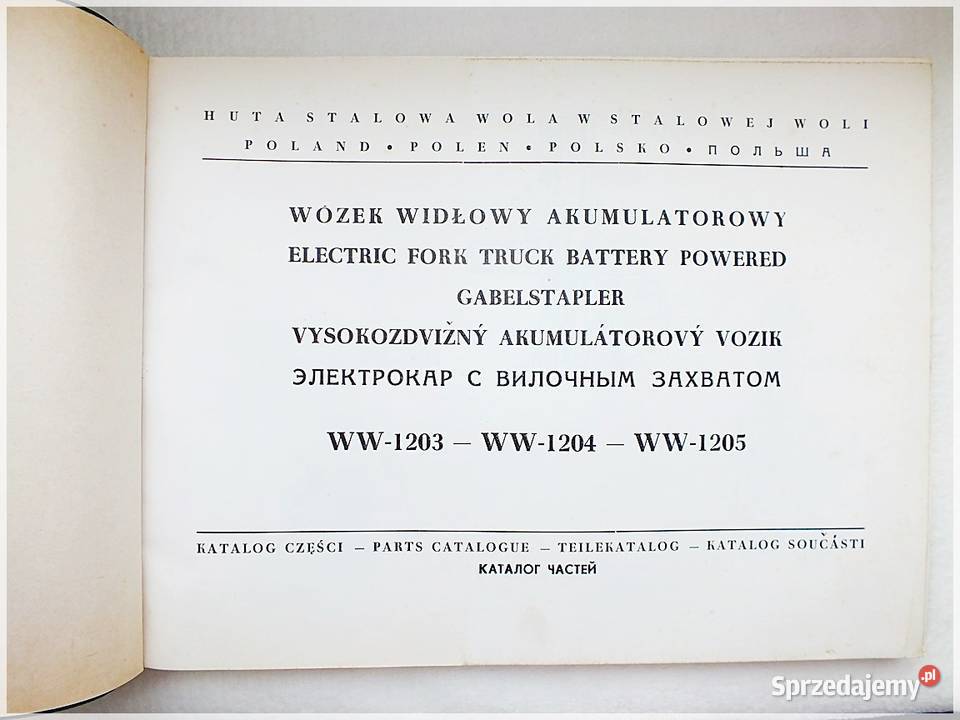 HUTA STALOWA WOLA W STALOWEJ WOLI
POLAND • POLEN • POLSKO • ПОЛЬША
WÓZEK WIDŁOWY AKUMULATOROWY
ELECTRIC FORK TRUCK BATTERY POWERED
GABELSTAPLER
VYSOKOZDVIŽNÝ AKUMULÁTOROVÝ VOZIK
ЭЛЕКТРОКАР С ВИЛОЧНЫМ ЗАХВАТОМ
WW-1203 — WW-1204 — WW-1205
KATALOG CZĘŚCI — PARTS CATALOGUE — TEILEKATALOG — KATALOG SOUČÁSTI
КАТАЛОГ ЧАСТЕЙ
Sprzedajemy.pl